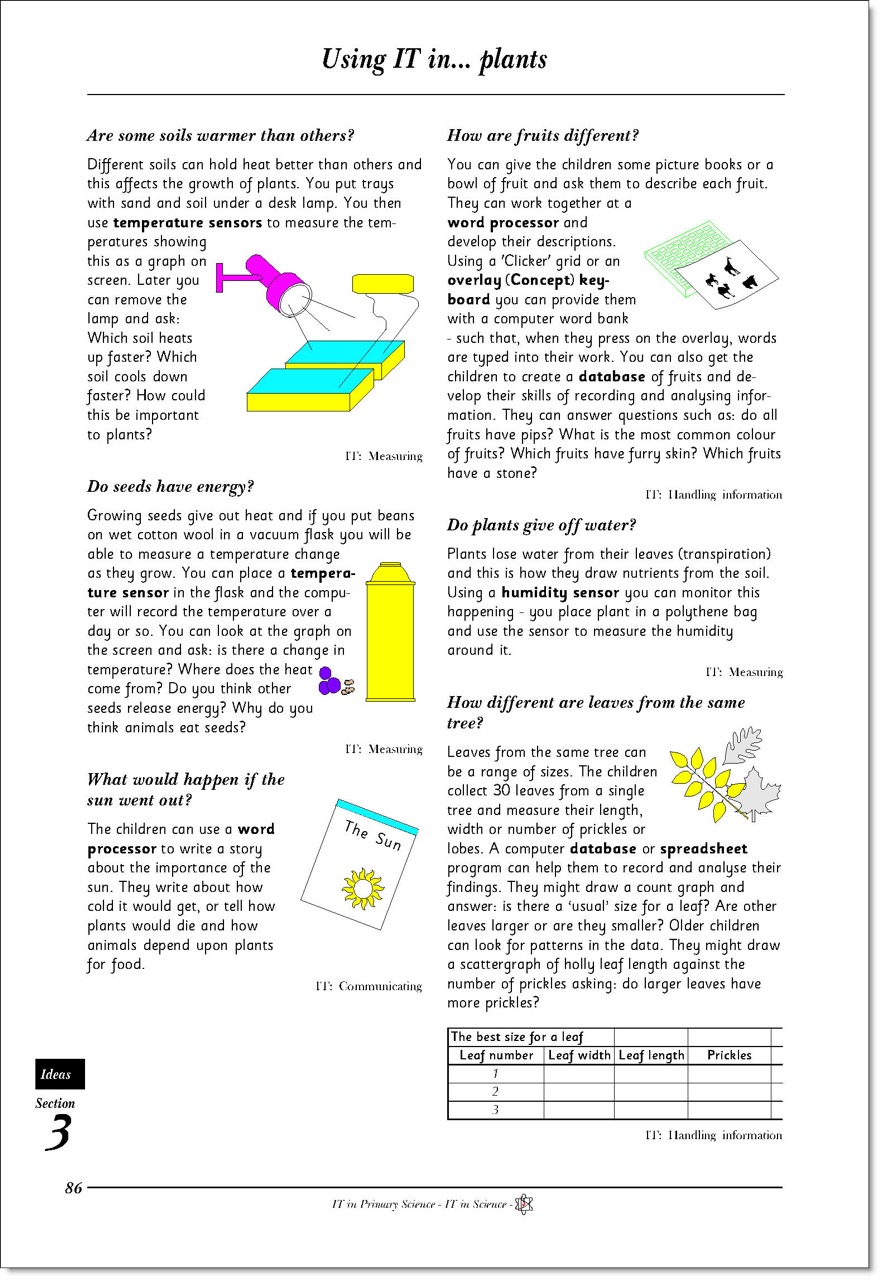 Using IT in... plants
Are some soils warmer than others?
Different soils can hold heat better than others and
this affects the growth of plants. You put trays
with sand and soil under a desk lamp. You then
use temperature sensors to measure the tem-
peratures showing
this as a graph on
screen. Later you
can remove the
lamp and ask:
Which soil heats
up faster? Which
soil cools down
faster? How could
this be important
to plants?
IT: Measuring
Do seeds have energy?
Growing seeds give out heat and if you put beans
on wet cotton wool in a vacuum flask you will be
able to measure a temperature change
as they grow. You can place a tempera-
ture sensor in the flask and the compu-
ter will record the temperature over a
day or so. You can look at the graph on
the screen and ask: is there a change in
temperature? Where does the heat
come from? Do you think other
seeds release energy? Why do you
think animals eat seeds?
IT: Measuring
What would happen if the
sun went out?
The children can use a word
processor to write a story
about the importance of the
sun. They write about how
cold it would get, or tell how
plants would die and how
animals depend upon plants
for food.
The Sun
IT: Communicating
How are fruits different?
You can give the children some picture books or a
bowl of fruit and ask them to describe each fruit.
They can work together at a
word processor and
develop their descriptions.
Using a 'Clicker' grid or an
overlay (Concept) key-
board you can provide them
with a computer word bank
- such that, when they press on the overlay, words
are typed into their work. You can also get the
children to create a database of fruits and de-
velop their skills of recording and analysing infor-
mation. They can answer questions such as: do all
fruits have pips? What is the most common colour
of fruits? Which fruits have furry skin? Which fruits
have a stone?
IT: Handling information
Do plants give off water?
Plants lose water from their leaves (transpiration)
and this is how they draw nutrients from the soil.
Using a humidity sensor you can monitor this
happening - you place plant in a polythene bag
and use the sensor to measure the humidity
around it.
IT: Measuring
How different are leaves from the same
tree?
Leaves from the same tree can
be a range of sizes. The children
collect 30 leaves from a single
tree and measure their length,
width or number of prickles or
lobes. A computer database or spreadsheet
program can help them to record and analyse their
findings. They might draw a count graph and
answer: is there a ‘usual’ size for a leaf? Are other
leaves larger or are they smaller? Older children
can look for patterns in the data. They might draw
a scattergraph of holly leaf length against the
number of prickles asking: do larger leaves have
more prickles?
The best size for a leaf
Leaf number Leaf width Leaf length Prickles
1
2
3
IT: Handling information
Ideas
Section
3
86
IT in Primary Science - IT in Science -